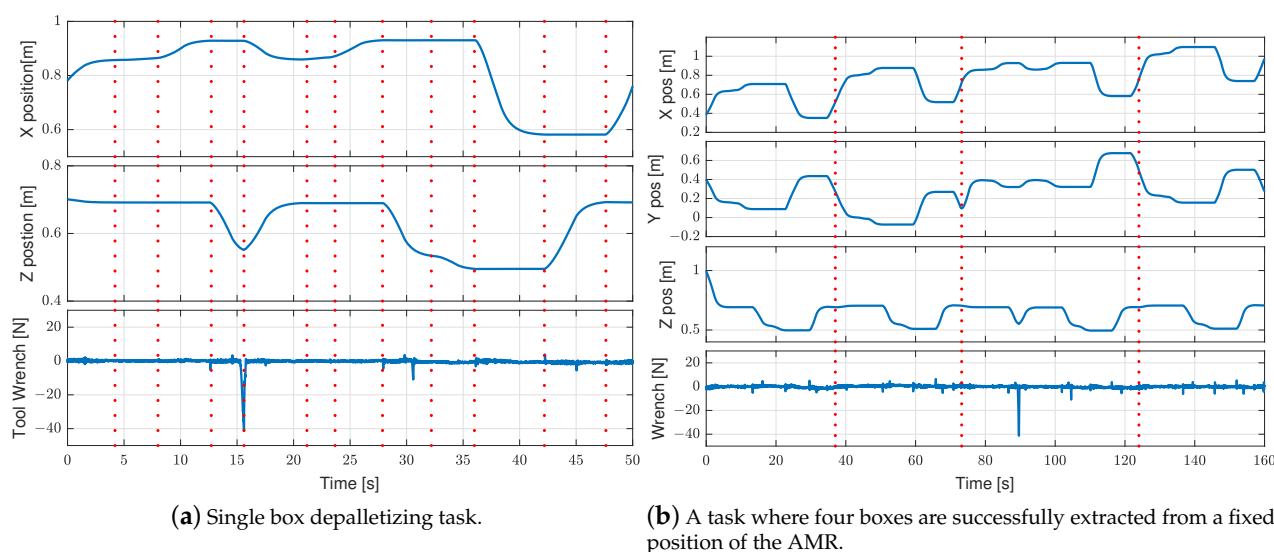 X position[m]
1
0.8
0.6
Z postion [m]
0.8
0.6
0.4
Tool Wrench [N]
20
0
−20
−40
0 5 10 15 20 25 30 35 40 45 50
Time [s]
(a) Single box depalletizing task.
X pos [m]
1
0.8
0.6
0.4
0.2
Y pos [m]
0.6
0.4
0.2
0
−0.2
Z pos [m]
1
0.5
Wrench [N]
20
0
−20
−40
0 20 40 60 80 100 120 140 160
Time [s]
(b) A task where four boxes are successfully extracted from a fixed
position of the AMR.